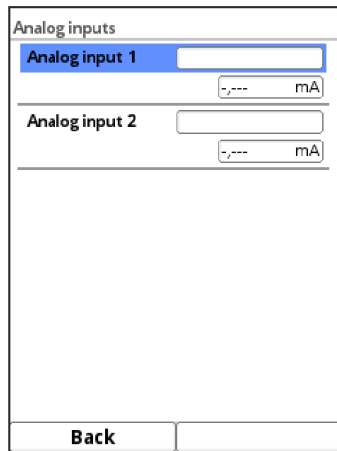 Analog inputs
Analog input 1
-,--- mA
Analog input 2
-,--- mA
Back